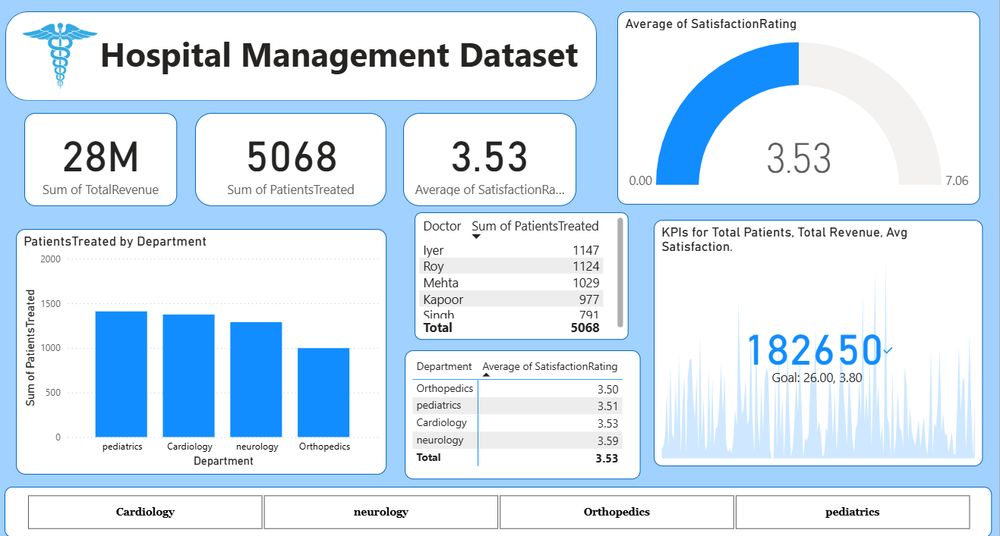 Hospital Management Dataset
Average of SatisfactionRating
3.53
0.00
7.06
28M
Sum of TotalRevenue
5068
Sum of PatientsTreated
3.53
Average of SatisfactionRa...
PatientsTreated by Department
Sum of PatientsTreated
2000
1500
1000
500
0
pediatrics Cardiology neurology Orthopedics
Department
Doctor Sum of PatientsTreated
Iyer 1147
Roy 1124
Mehta 1029
Kapoor 977
Singh 791
Total 5068
Department Average of SatisfactionRating
Orthopedics 3.50
pediatrics 3.51
Cardiology 3.53
neurology 3.59
Total 3.53
KPIs for Total Patients, Total Revenue, Avg
Satisfaction.
182650
Goal: 26.00, 3.80
Cardiology neurology Orthopedics pediatrics